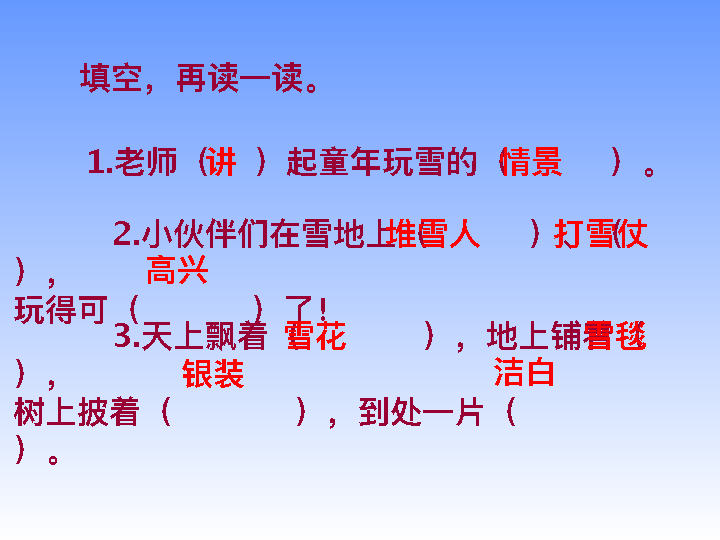 填空，再读一读。
1.老师（讲 ）起童年玩雪的（情景 ）。
2.小伙伴们在雪地上（堆雪人 ）、（打雪仗
），
高兴
玩得可（ ）了！
3.天上飘着（雪花 ），地上铺着（雪毯
），
银装 洁白
树上披着（ ），到处一片（
）。